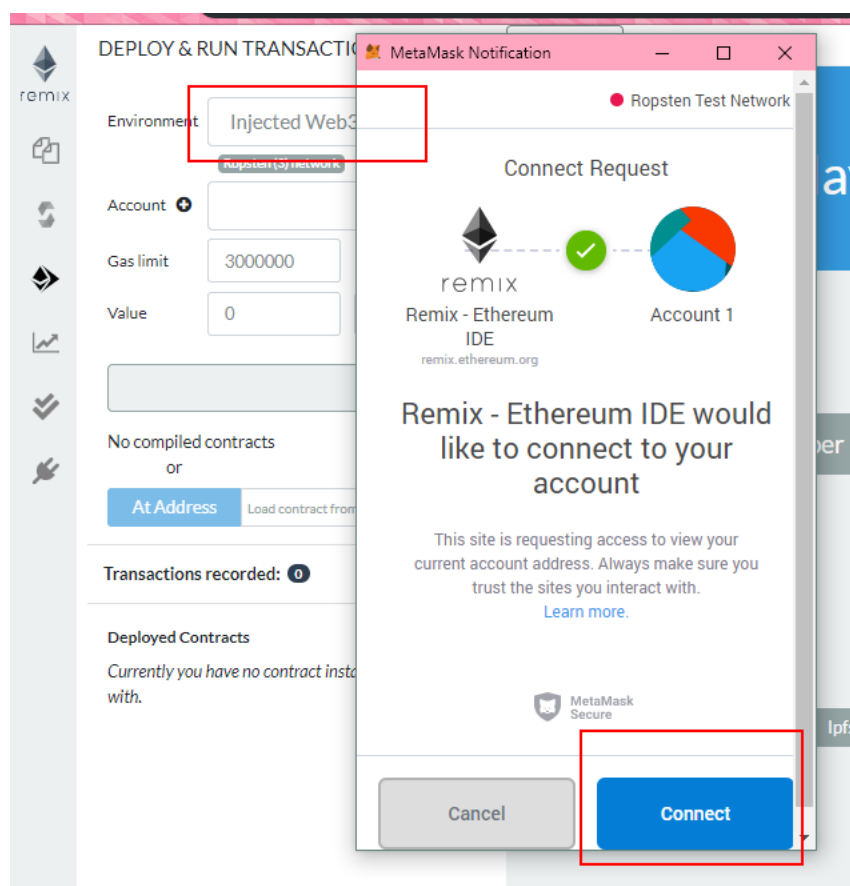 remix
DEPLOY & RUN TRANSACTIO
Environment
Injected Web3
Ropsten (3) network
Account
Gas limit
3000000
Value
0
No compiled contracts
or
At Address
Load contract from
Transactions recorded: 0
Deployed Contracts
Currently you have no contract insta
with.
MetaMask Notification
Ropsten Test Network
Connect Request
remix
Remix - Ethereum
IDE
remix.ethereum.org
Account 1
Remix - Ethereum IDE would
like to connect to your
account
This site is requesting access to view your
current account address. Always make sure you
trust the sites you interact with.
Learn more.
MetaMask
Secure
Cancel
Connect